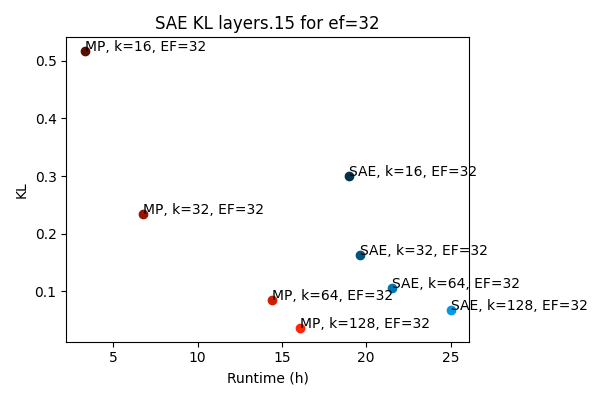 SAE KL layers.15 for ef=32
MP, k=16, EF=32
0.5
0.4
SAE, k=16, EF=32
0.3
KL
MP, k=32, EF=32
0.2
SAE, k=32, EF=32
SAE, k=64, EF=32
MP, k=64, EF=32
0.1
SAE, k=128, EF=32
MP, k=128, EF=32
5 10 15 20 25
Runtime (h)